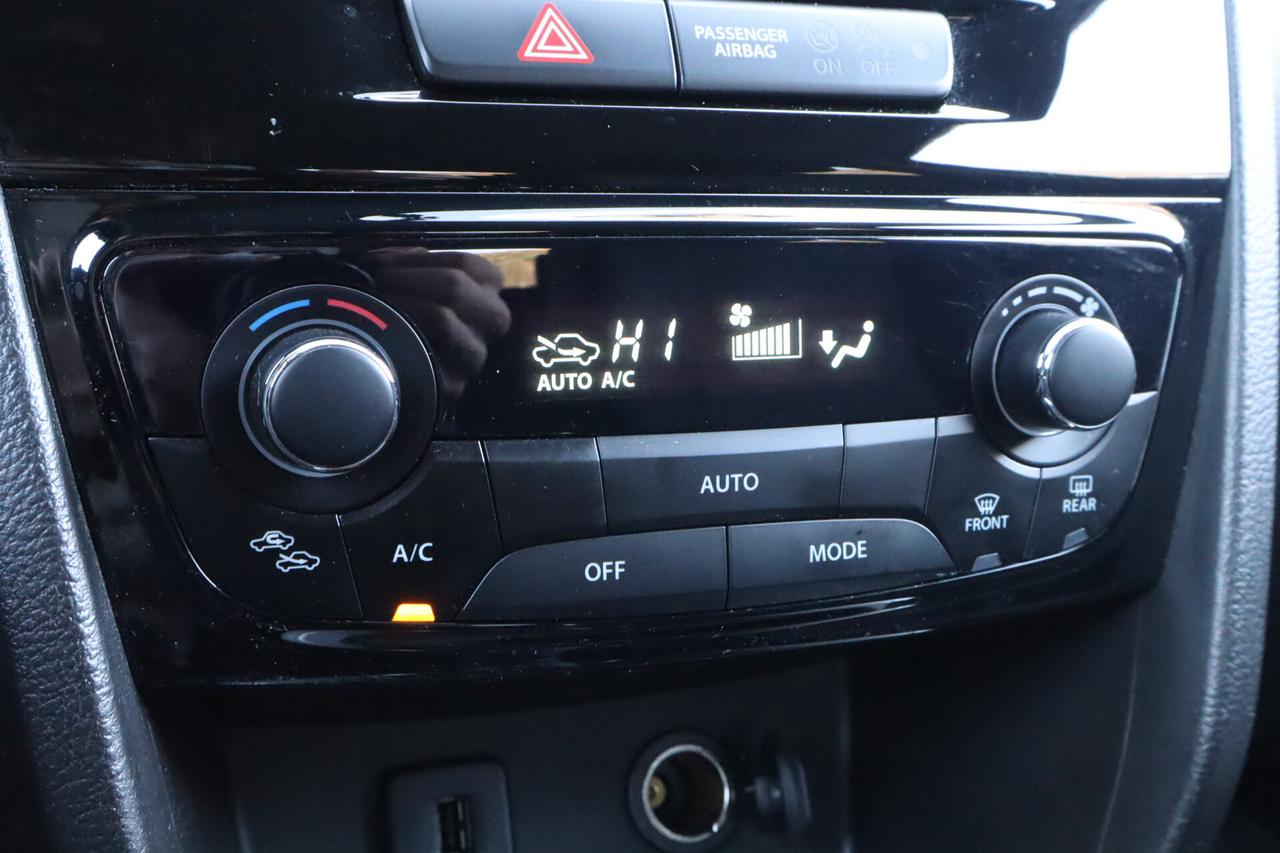 PASSENGER
AIRBAG
ON OFF
HI
AUTO A/C
AUTO
A/C
OFF
MODE
FRONT
REAR